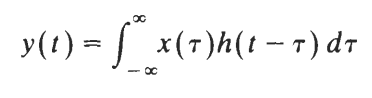 y(t) = ∫_{-∞}^{∞} x(τ)h(t − τ) dτ